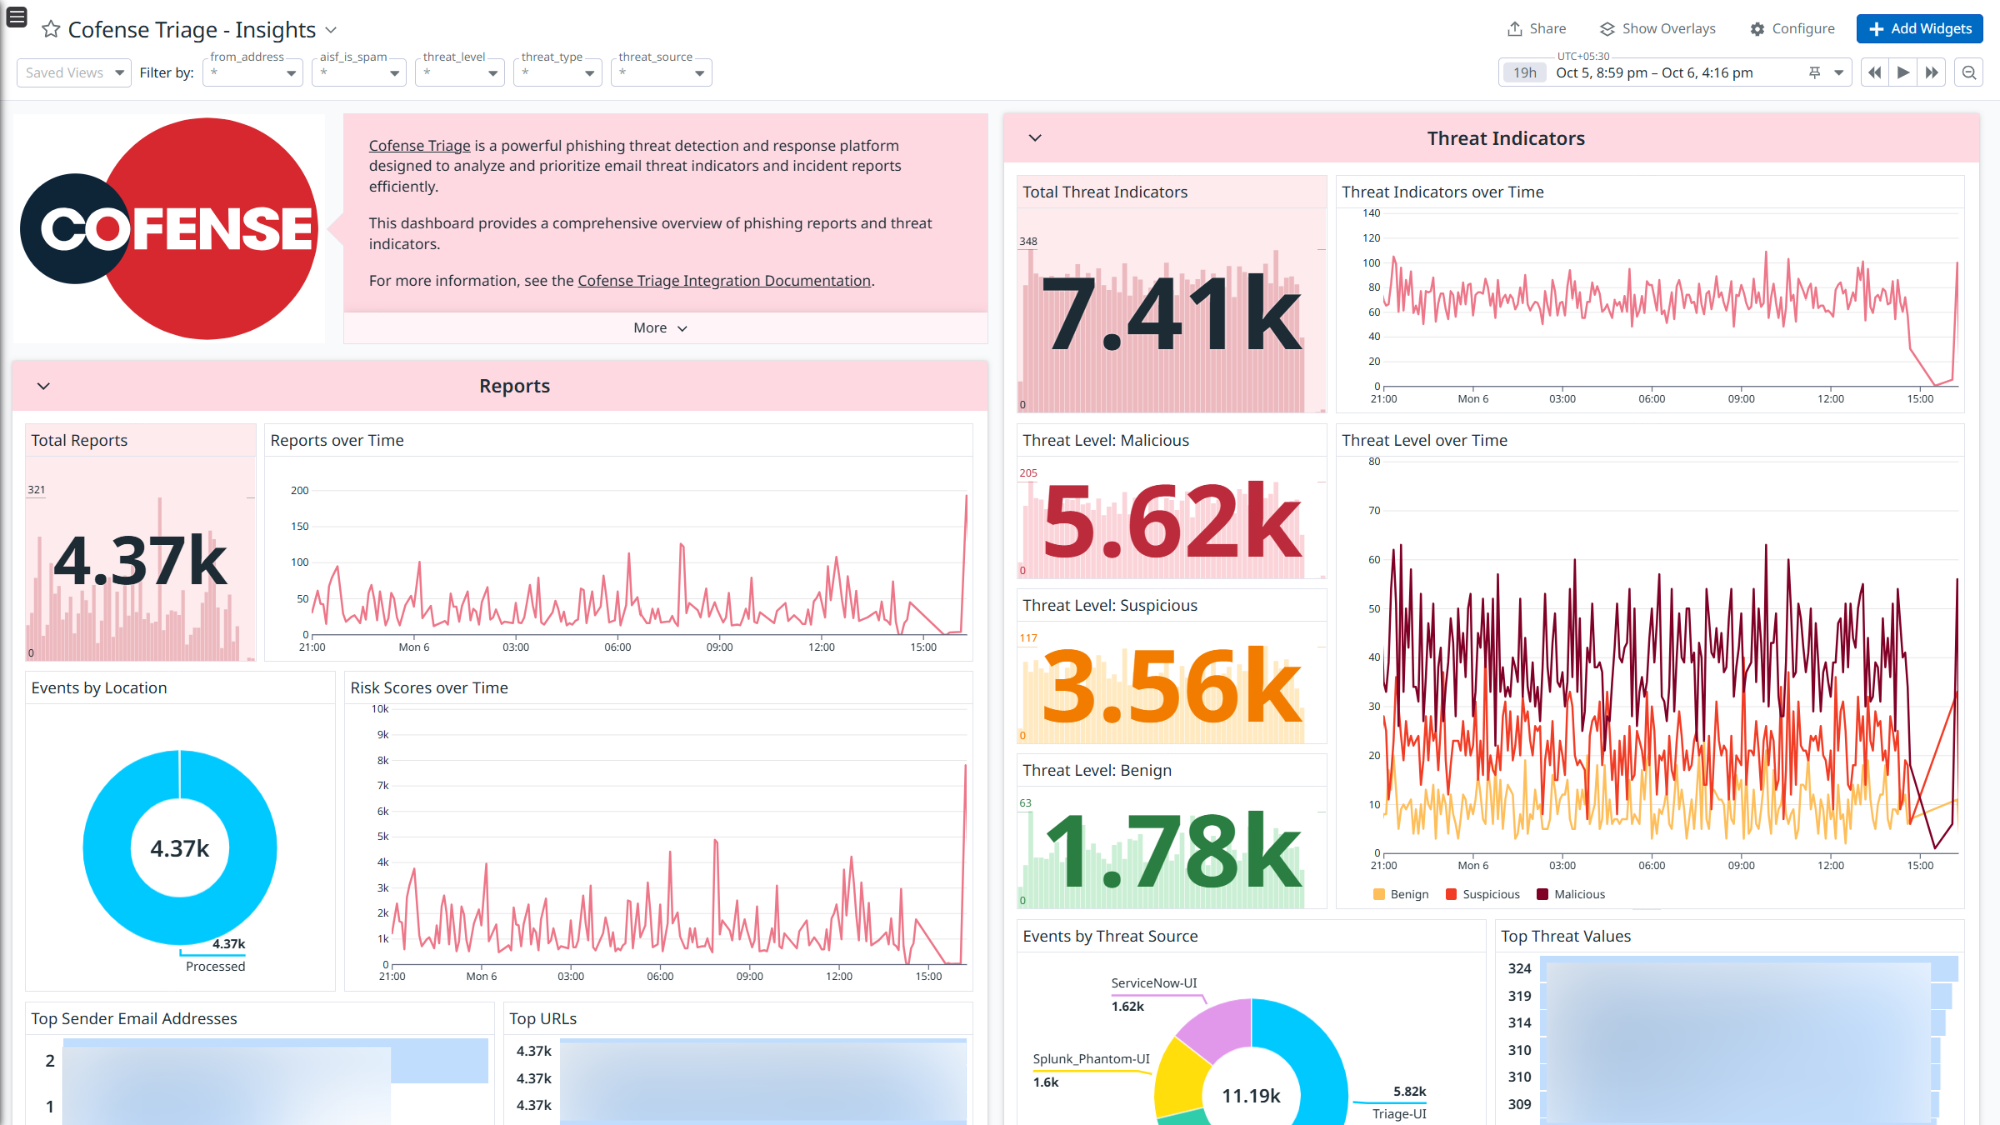 Cofense Triage - Insights
Share
Show Overlays
Configure
Add Widgets
Saved Views
Filter by:
from_address
*
aisf_is_spam
*
threat_level
*
threat_type
*
threat_source
*
UTC+05:30
19h
Oct 5, 8:59 pm – Oct 6, 4:16 pm
COFENSE
Cofense Triage is a powerful phishing threat detection and response platform
designed to analyze and prioritize email threat indicators and incident reports
efficiently.
This dashboard provides a comprehensive overview of phishing reports and threat
indicators.
For more information, see the Cofense Triage Integration Documentation.
More
Reports
Total Reports
321
4.37k
0
Reports over Time
200
150
100
50
0
21:00
Mon 6
03:00
06:00
09:00
12:00
15:00
Events by Location
4.37k
4.37k
Processed
Risk Scores over Time
10k
9k
8k
7k
6k
5k
4k
3k
2k
1k
0
21:00
Mon 6
03:00
06:00
09:00
12:00
15:00
Top Sender Email Addresses
2
1
Top URLs
4.37k
4.37k
4.37k
Threat Indicators
Total Threat Indicators
348
7.41k
0
Threat Indicators over Time
140
120
100
80
60
40
20
0
21:00
Mon 6
03:00
06:00
09:00
12:00
15:00
Threat Level: Malicious
205
5.62k
0
Threat Level: Suspicious
117
3.56k
0
Threat Level: Benign
63
1.78k
0
Threat Level over Time
80
70
60
50
40
30
20
10
0
21:00
Mon 6
03:00
06:00
09:00
12:00
15:00
Benign
Suspicious
Malicious
Events by Threat Source
ServiceNow-UI
1.62k
Splunk_Phantom-UI
1.6k
11.19k
5.82k
Triage-UI
Top Threat Values
324
319
314
310
310
309